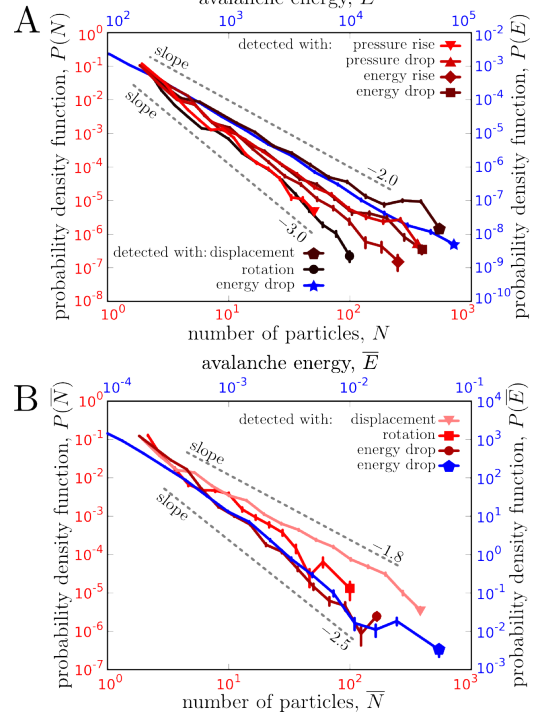 avalanche energy, E
A
10^2 10^3 10^4 10^5
probability density function, P(N)
10^0
10^-1
10^-2
10^-3
10^-4
10^-5
10^-6
10^-7
10^-8
slope
slope
−2.0
−3.0
detected with: pressure rise
pressure drop
energy rise
energy drop
detected with: displacement
rotation
energy drop
10^-2
10^-3
10^-4
10^-5
10^-6
10^-7
10^-8
10^-9
10^-10
probability density function, P(E)
10^0 10^1 10^2 10^3
number of particles, N
avalanche energy, E̅
B
10^-4 10^-3 10^-2 10^-1
probability density function, P(N̅)
10^0
10^-1
10^-2
10^-3
10^-4
10^-5
10^-6
10^-7
slope
slope
−1.8
−2.5
detected with: displacement
rotation
energy drop
energy drop
10^4
10^3
10^2
10^1
10^0
10^-1
10^-2
10^-3
probability density function, P(E̅)
10^0 10^1 10^2 10^3
number of particles, N̅